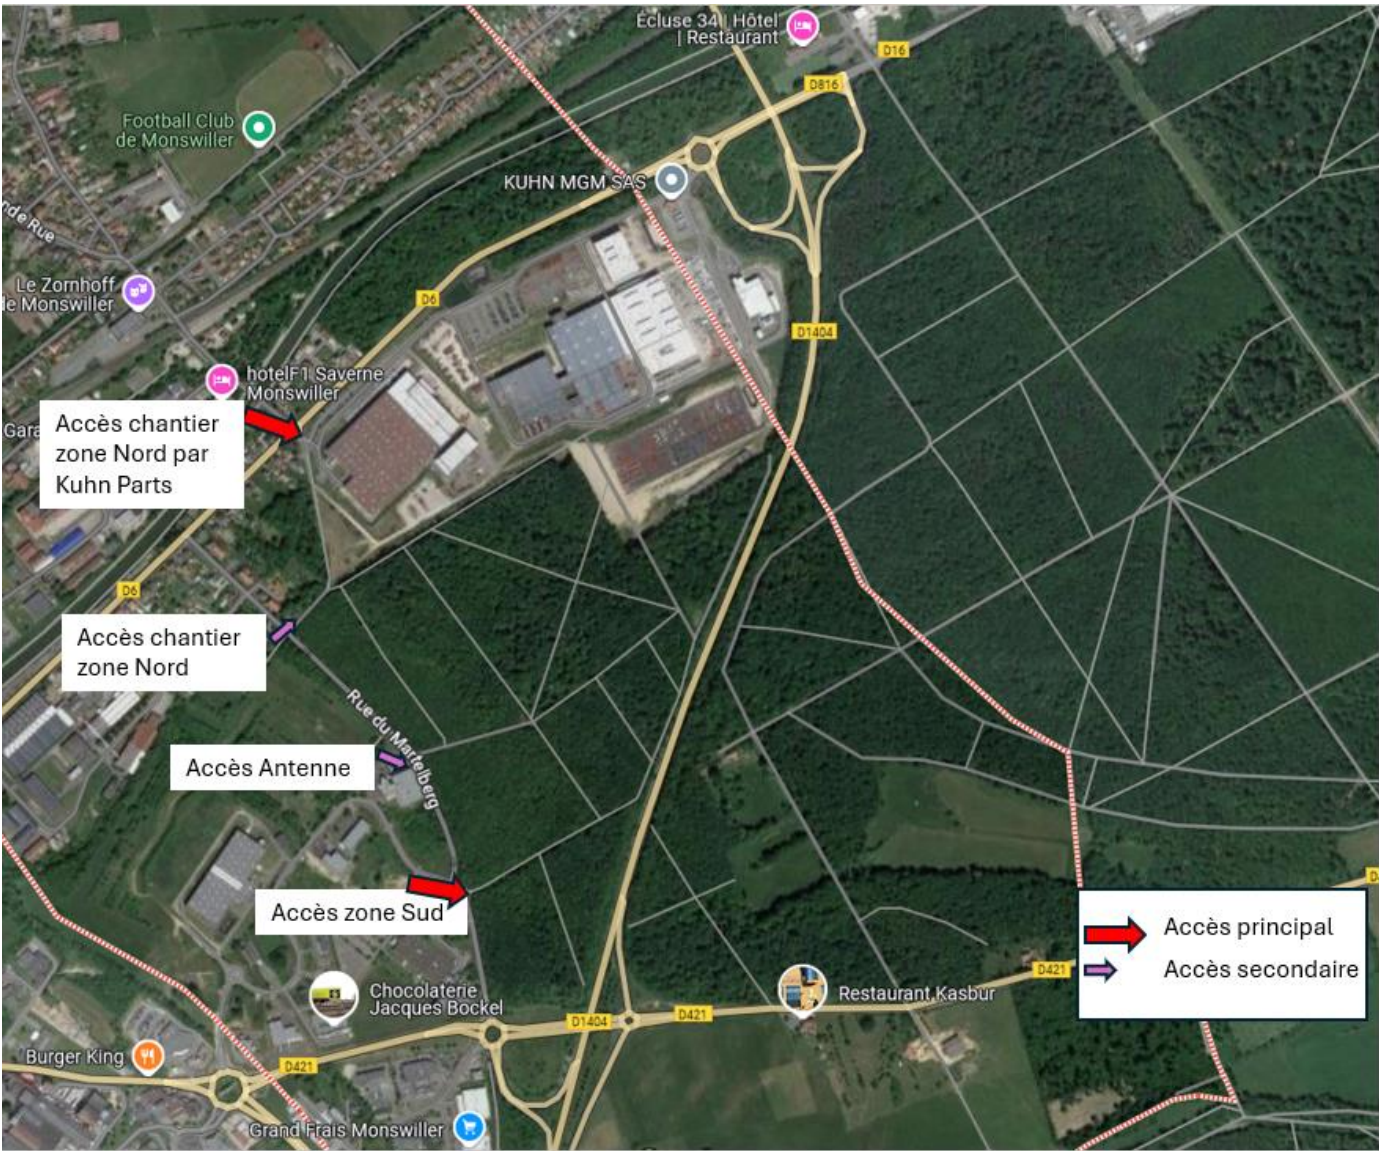 Écluse 34 | Hôtel
| Restaurant
D16
D816
Football Club
de Monswiller
KUHN MGM SAS
nde Rue
Le Zornhoff
de Monswiller
D6
D1404
hotelF1 Saverne
Monswiller
Gara
Accès chantier
zone Nord par
Kuhn Parts
D6
Accès chantier
zone Nord
Rue du Martelberg
Accès Antenne
Accès zone Sud
Accès principal
Accès secondaire
D421
Chocolaterie
Jacques Bockel
Restaurant Kasbur
D1404
D421
Burger King
D421
Grand Frais Monswiller